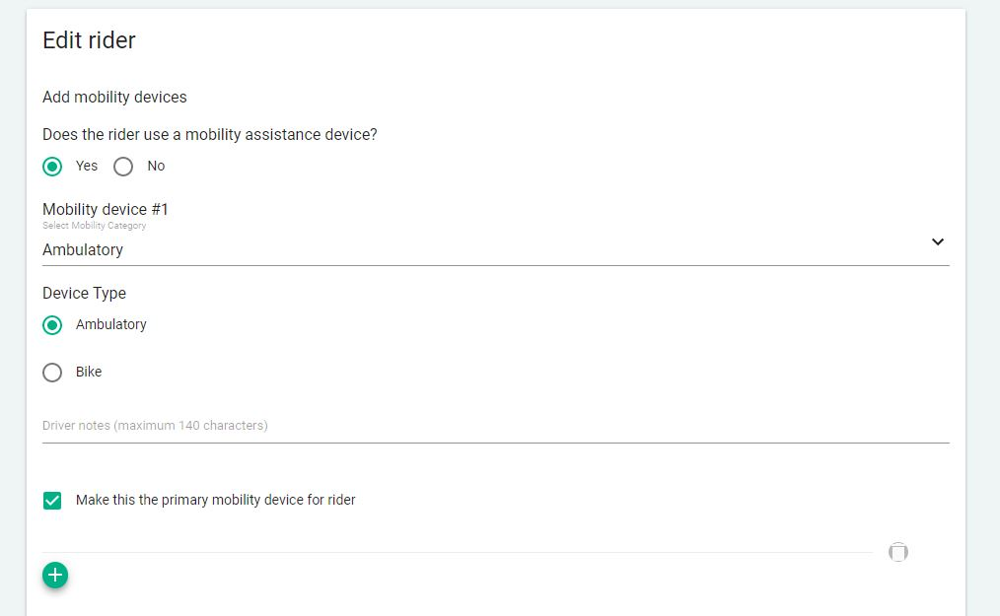 Edit rider
Add mobility devices
Does the rider use a mobility assistance device?
Yes No
Mobility device #1
Select Mobility Category
Ambulatory
Device Type
Ambulatory
Bike
Driver notes (maximum 140 characters)
Make this the primary mobility device for rider